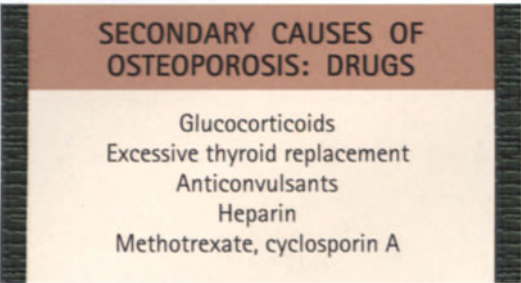 SECONDARY CAUSES OF
OSTEOPOROSIS: DRUGS
Glucocorticoids
Excessive thyroid replacement
Anticonvulsants
Heparin
Methotrexate, cyclosporin A